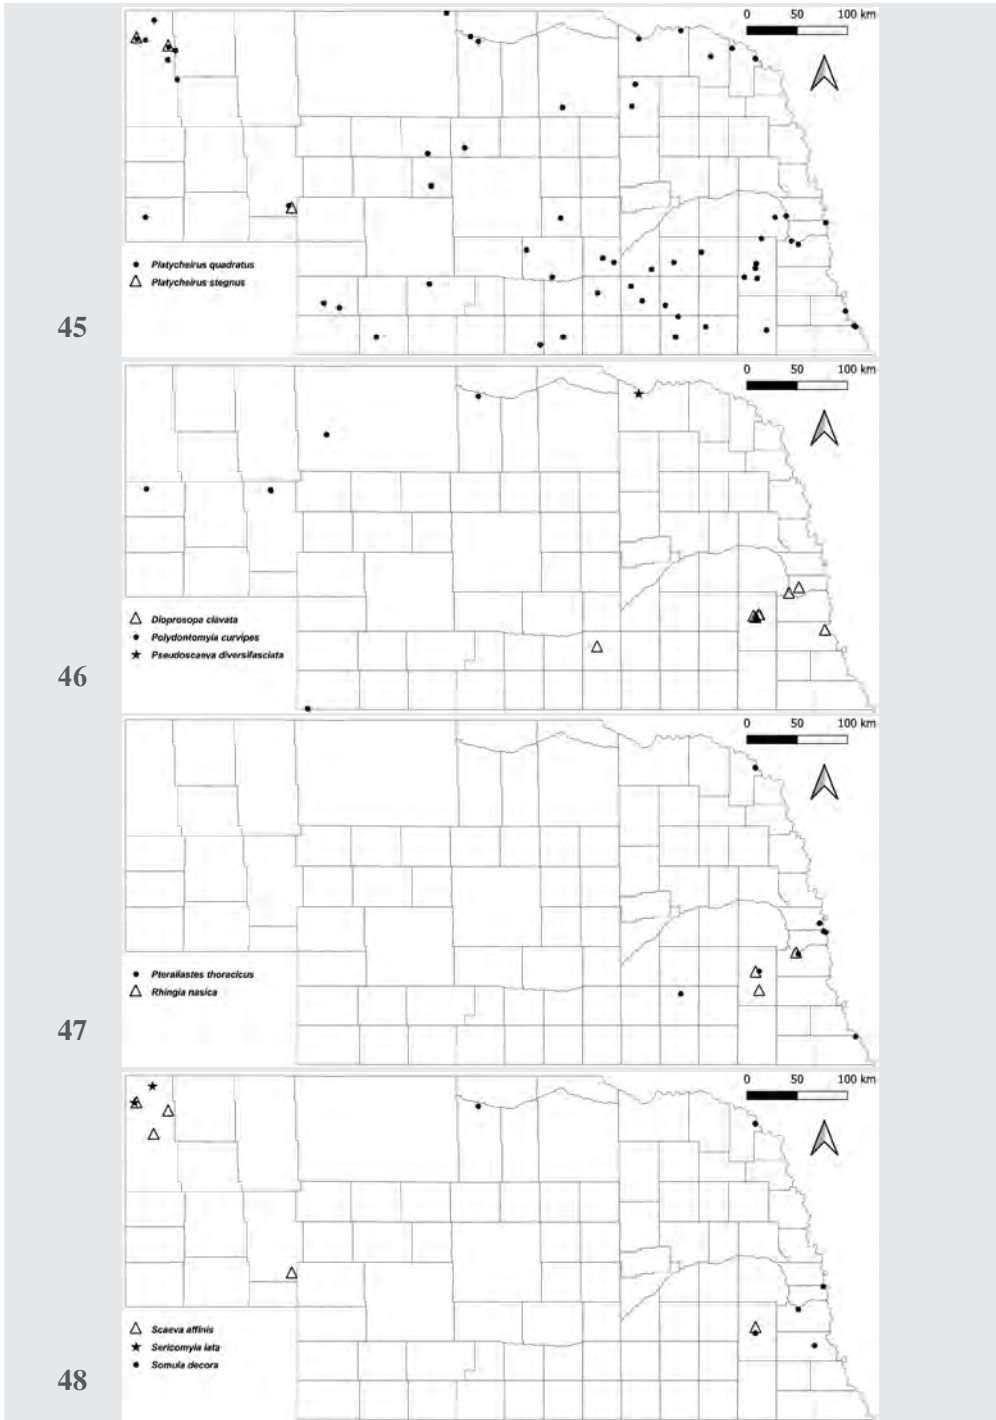 0 50 100 km
Platycheirus quadratus
Platycheirus stegnus
45
0 50 100 km
Dioprosopa clavata
Polydontomyia curvipes
Pseudoscaeva diversifasciata
46
0 50 100 km
Pterallastes thoracicus
Rhingia nasica
47
0 50 100 km
Scaeva affinis
Sericomyia lata
Somula decora
48